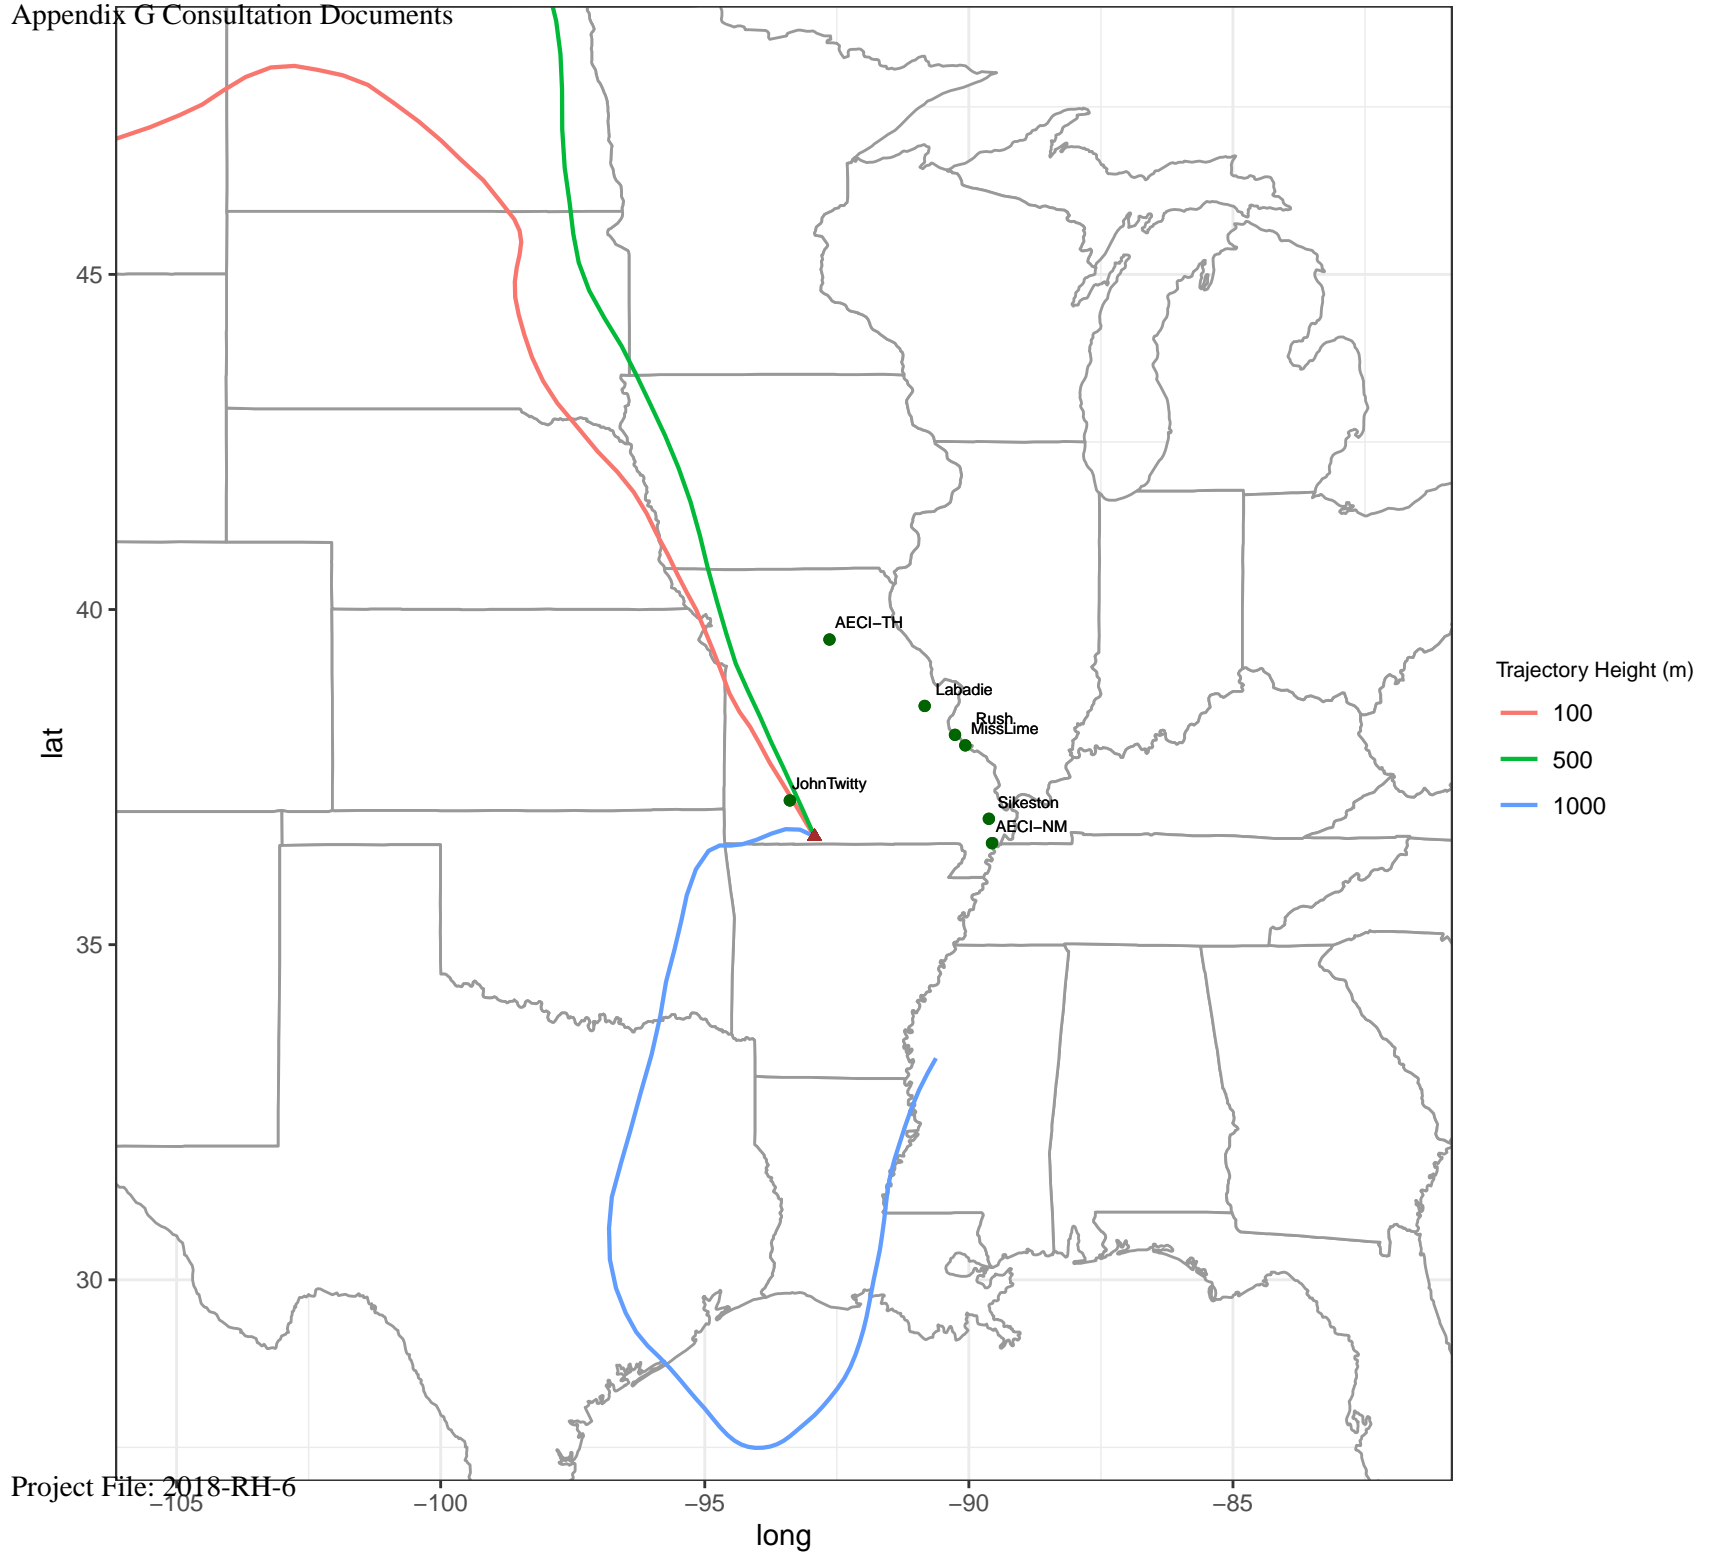 Appendix G Consultation Documents
45
40
35
30
lat
AECI−TH
Labadie
Rush
MissLime
JohnTwitty
Sikeston
AECI−NM
Trajectory Height (m)
100
500
1000
Project File: 2018-RH-6
−105
−100
−95
−90
−85
long